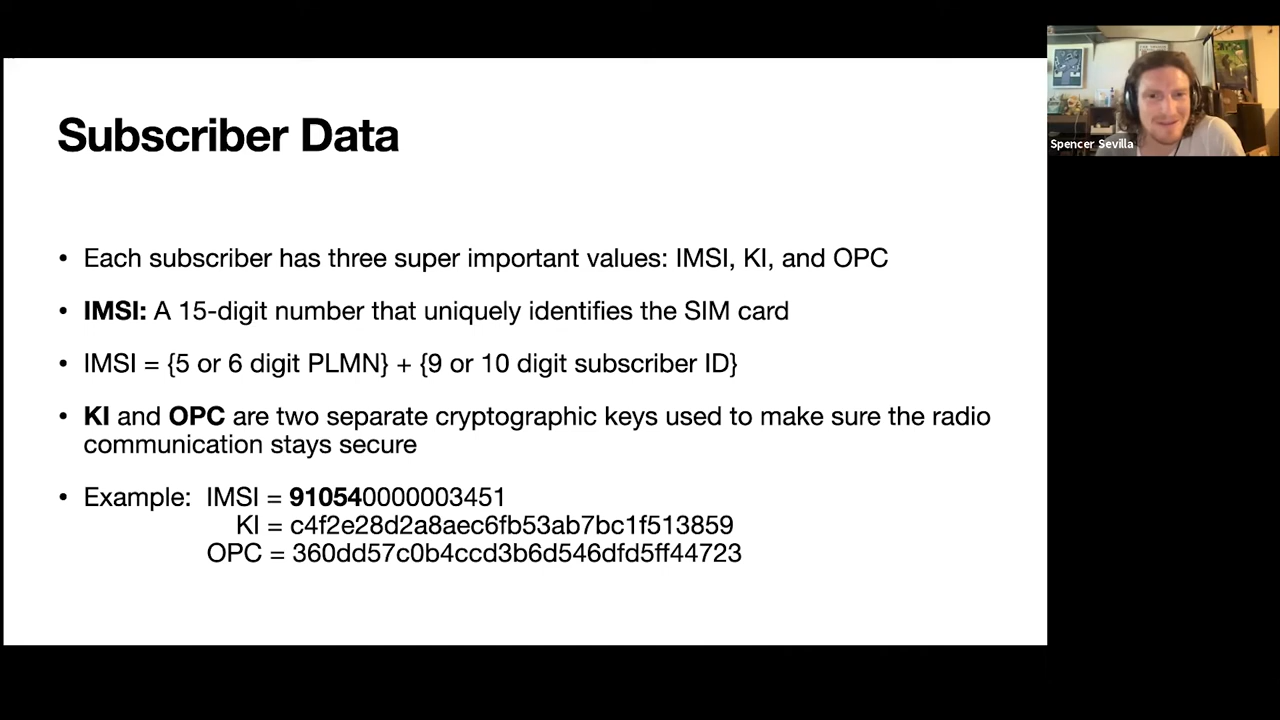 Subscriber Data
Spencer Sevilla
• Each subscriber has three super important values: IMSI, KI, and OPC
• IMSI: A 15-digit number that uniquely identifies the SIM card
• IMSI = {5 or 6 digit PLMN} + {9 or 10 digit subscriber ID}
• KI and OPC are two separate cryptographic keys used to make sure the radio
communication stays secure
• Example: IMSI = 910540000003451
KI = c4f2e28d2a8aec6fb53ab7bc1f513859
OPC = 360dd57c0b4ccd3b6d546dfd5ff44723